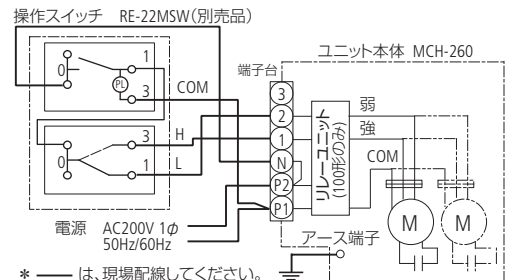 操作スイッチ RE-22MSW(別売品)
ユニット本体 MCH-260
端子台
0
1
PL
3
COM
3
2
1
N
P2
P1
リレーユニット
(100形のみ)
弱
強
COM
0
3
H
1
L
M
M
電源 AC200V 1φ
50Hz/60Hz
アース端子
* ━━ は、現場配線してください。